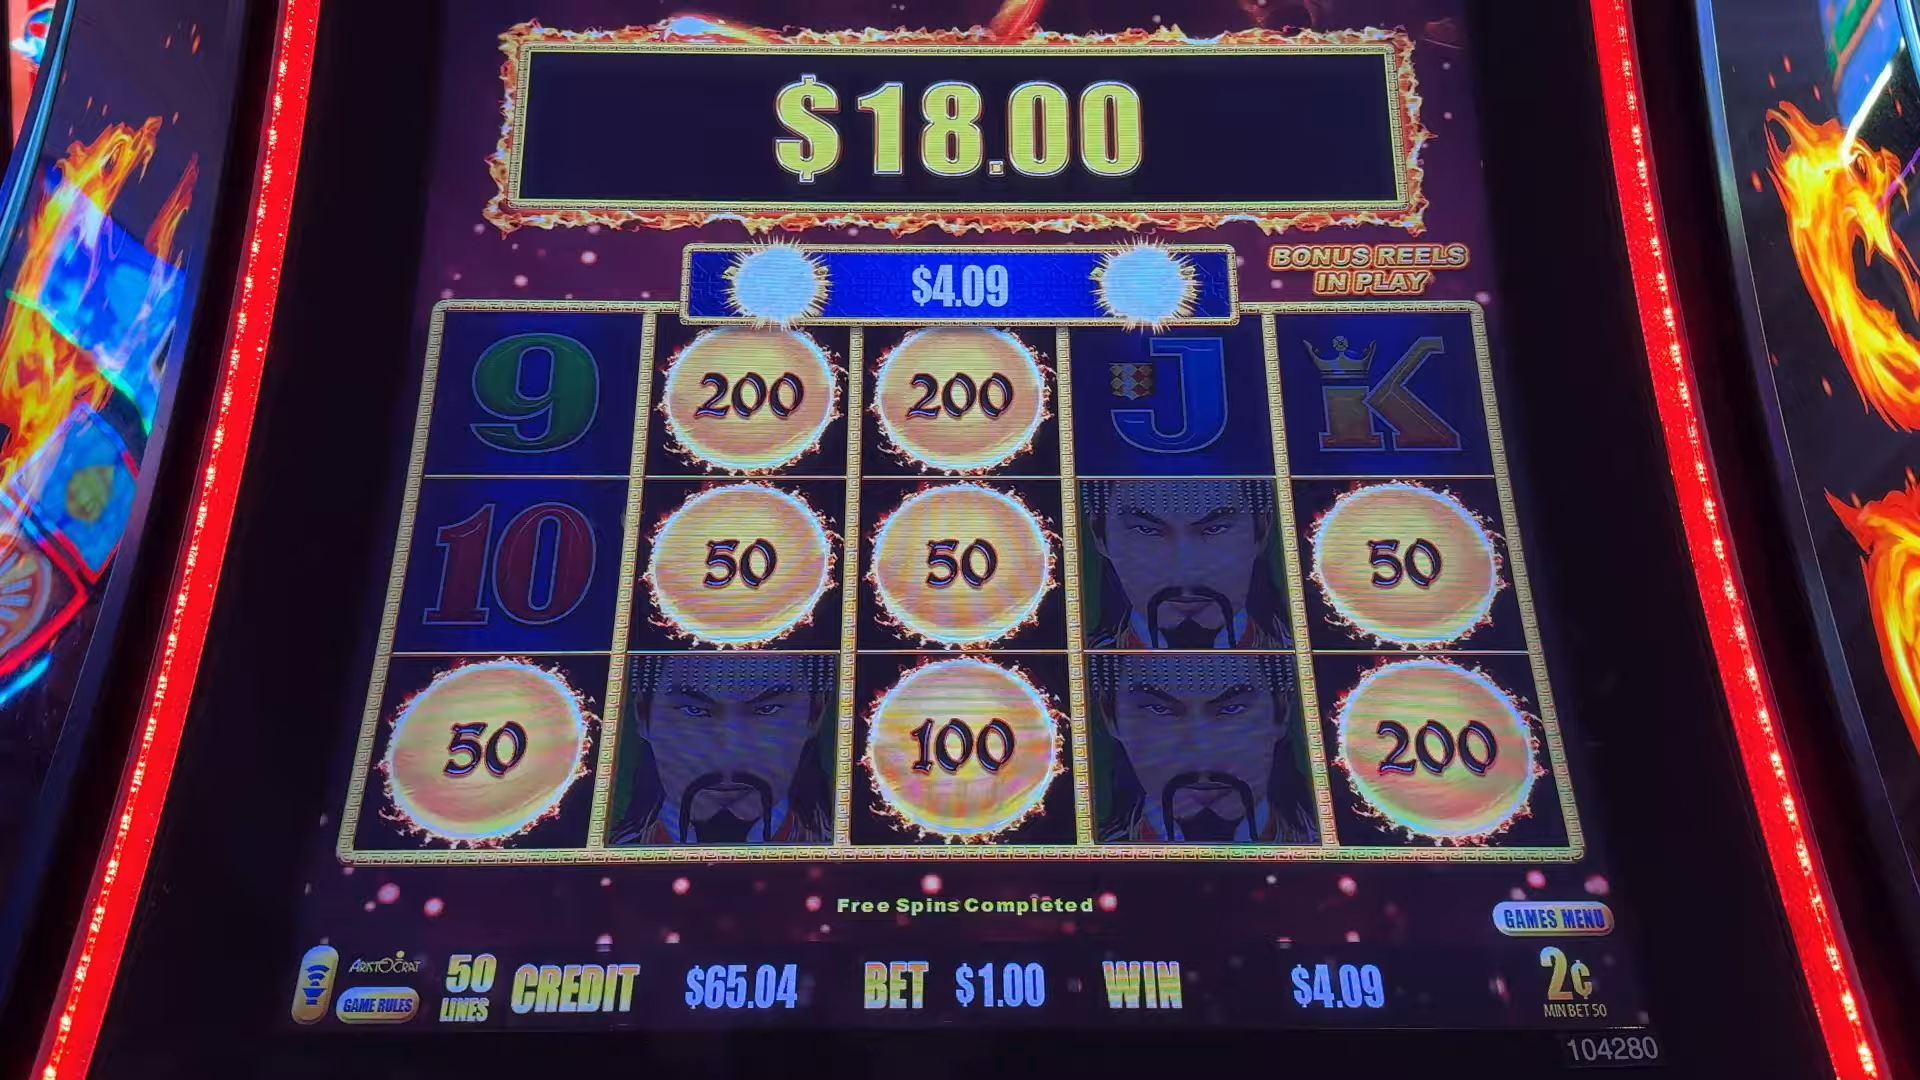 $18.00
$4.09
BONUS REELS
IN PLAY
9 200 200 J K
10 50 50 50
50 100 200
Free Spins Completed
GAMES MENU
ARISTOCRAT
GAME RULES
50
LINES
CREDIT $65.04 BET $1.00 WIN $4.09
2¢
MIN BET 50
104280